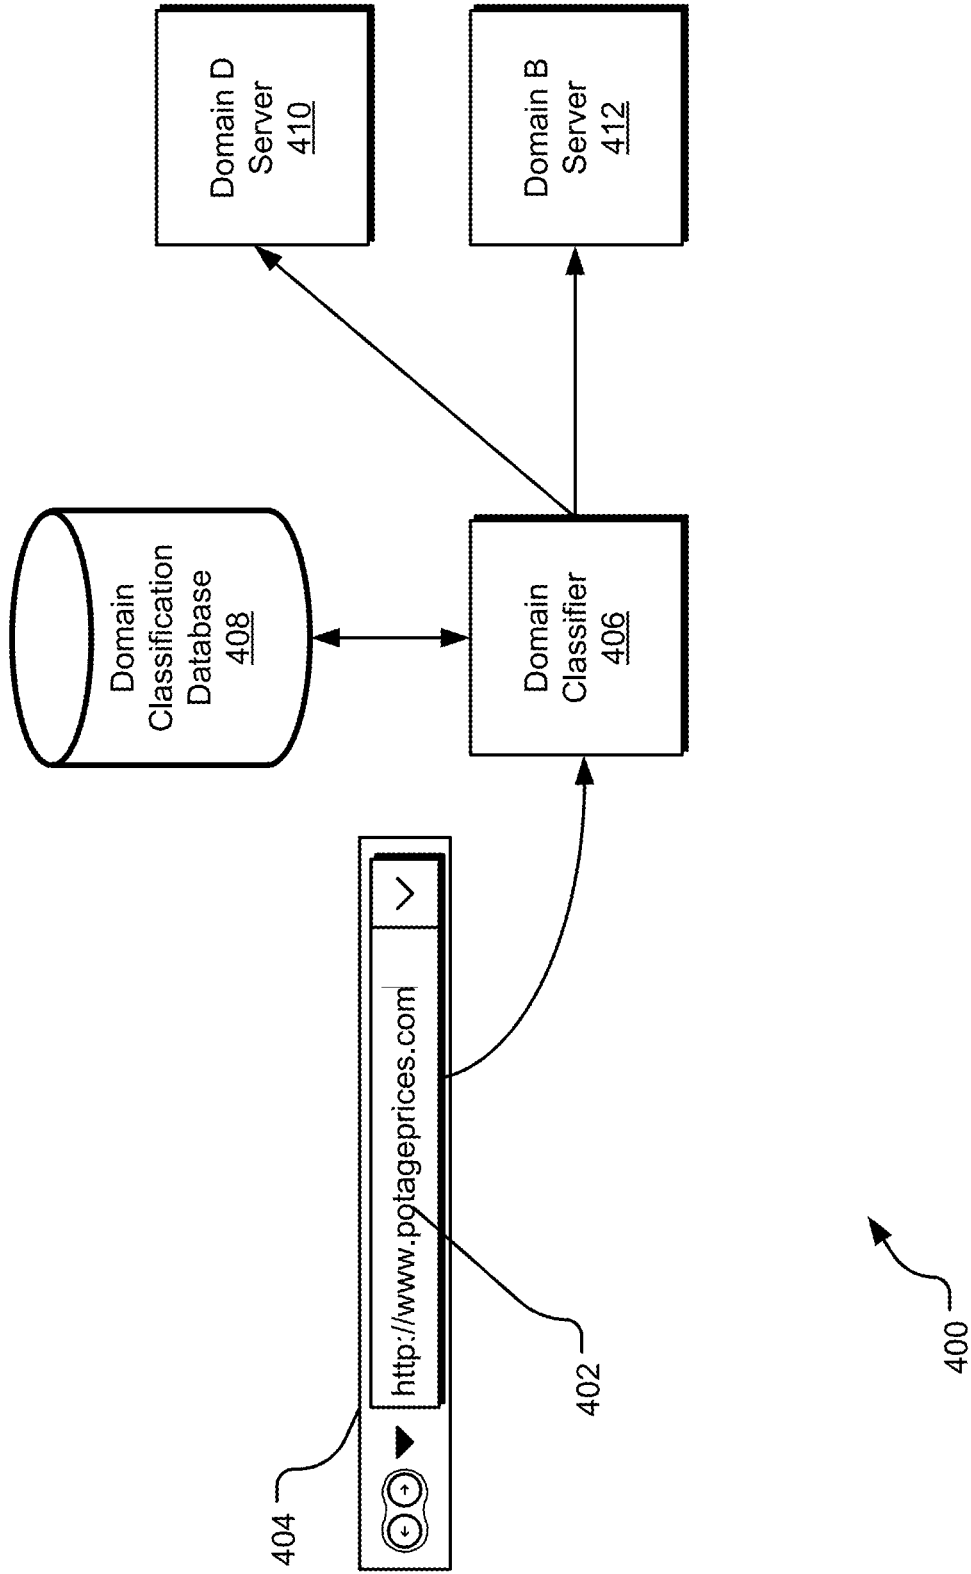 Domain
Classification
Database
408
Domain D
Server
410
404
http://www.potageprices.com
402
Domain
Classifier
406
Domain B
Server
412
400